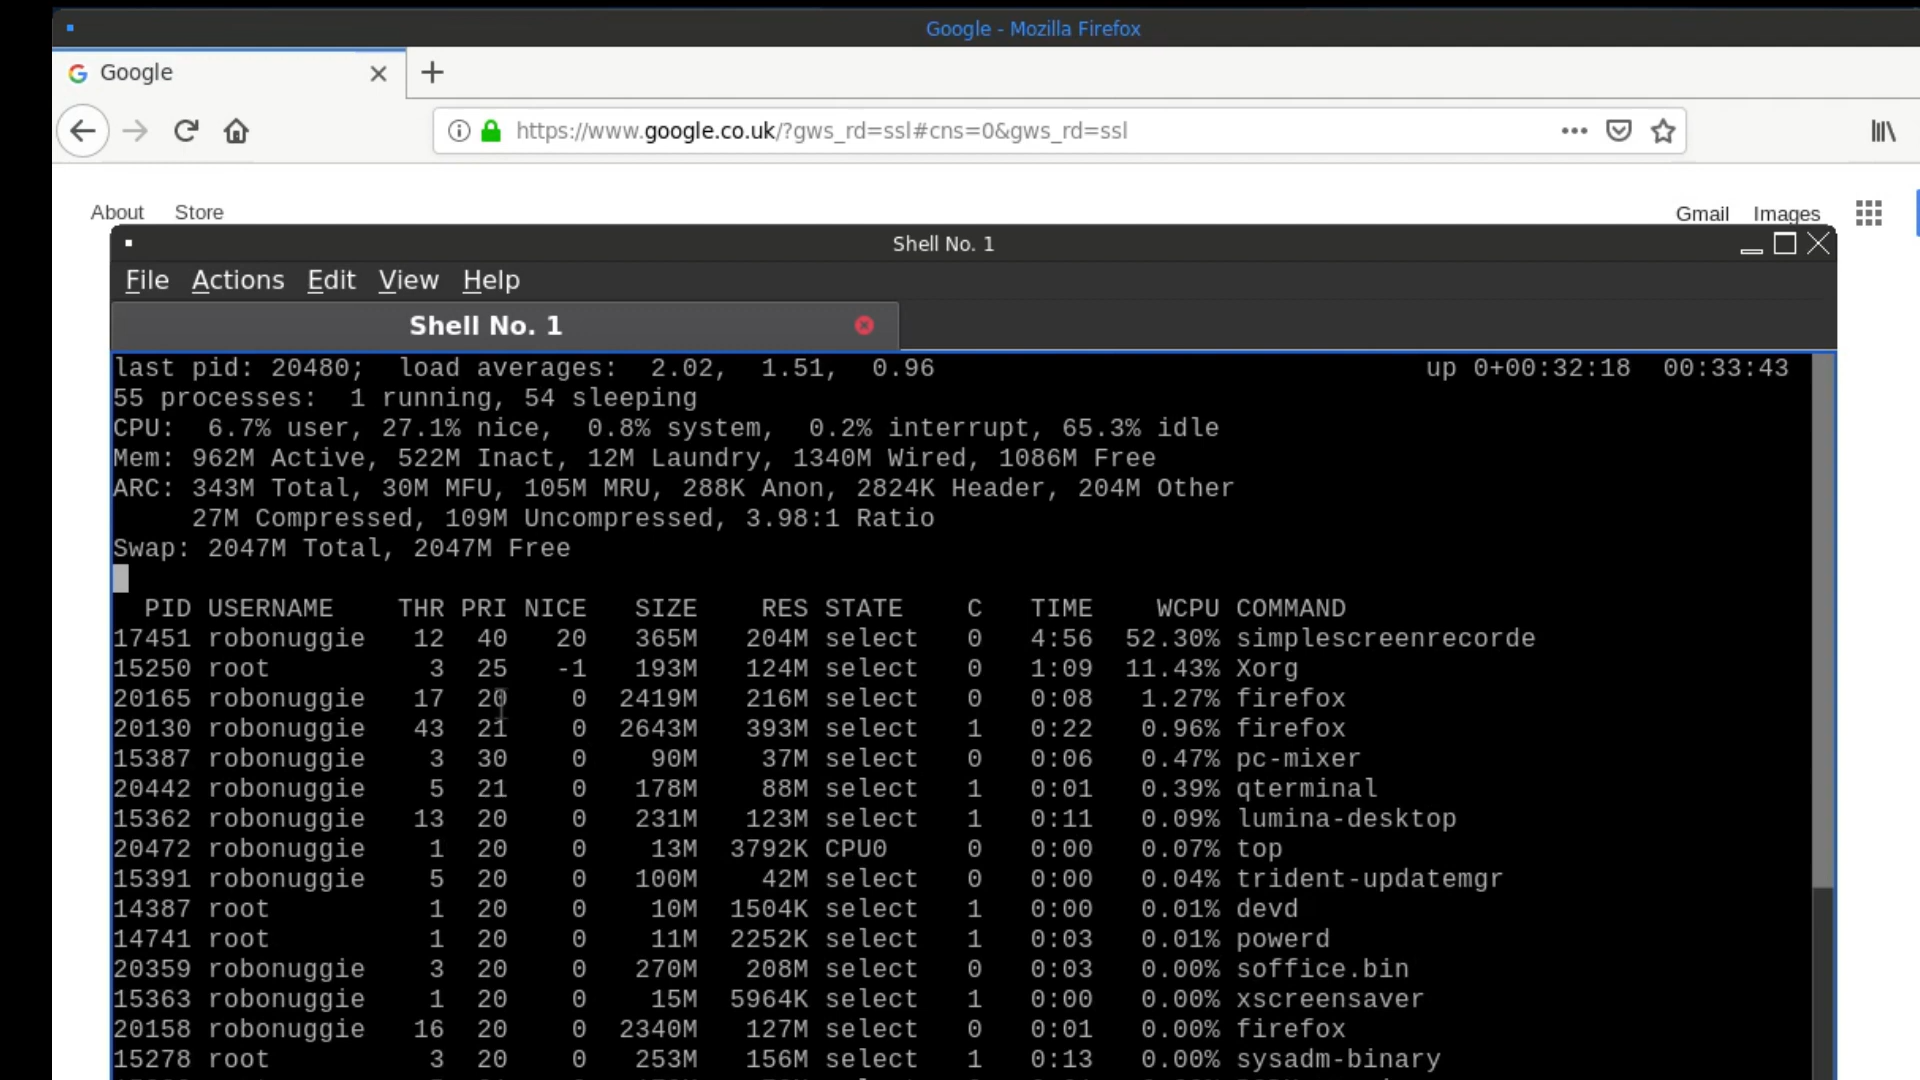 Google - Mozilla Firefox
Google
https://www.google.co.uk/?gws_rd=ssl#cns=0&gws_rd=ssl
About Store Gmail Images
Shell No. 1
File Actions Edit View Help
Shell No. 1
last pid: 20480;  load averages:  2.02,  1.51,  0.96 up 0+00:32:18  00:33:43
55 processes:  1 running, 54 sleeping
CPU:  6.7% user, 27.1% nice,  0.8% system,  0.2% interrupt, 65.3% idle
Mem: 962M Active, 522M Inact, 12M Laundry, 1340M Wired, 1086M Free
ARC: 343M Total, 30M MFU, 105M MRU, 288K Anon, 2824K Header, 204M Other
27M Compressed, 109M Uncompressed, 3.98:1 Ratio
Swap: 2047M Total, 2047M Free
PID USERNAME THR PRI NICE SIZE RES STATE C TIME WCPU COMMAND
17451 robonuggie 12 40 20 365M 204M select 0 4:56 52.30% simplescreenrecorde
15250 root 3 25 -1 193M 124M select 0 1:09 11.43% Xorg
20165 robonuggie 17 20 0 2419M 216M select 0 0:08 1.27% firefox
20130 robonuggie 43 21 0 2643M 393M select 1 0:22 0.96% firefox
15387 robonuggie 3 30 0 90M 37M select 0 0:06 0.47% pc-mixer
20442 robonuggie 5 21 0 178M 88M select 1 0:01 0.39% qterminal
15362 robonuggie 13 20 0 231M 123M select 1 0:11 0.09% lumina-desktop
20472 robonuggie 1 20 0 13M 3792K CPU0 0 0:00 0.07% top
15391 robonuggie 5 20 0 100M 42M select 0 0:00 0.04% trident-updatemgr
14387 root 1 20 0 10M 1504K select 1 0:00 0.01% devd
14741 root 1 20 0 11M 2252K select 1 0:03 0.01% powerd
20359 robonuggie 3 20 0 270M 208M select 0 0:03 0.00% soffice.bin
15363 robonuggie 1 20 0 15M 5964K select 1 0:00 0.00% xscreensaver
20158 robonuggie 16 20 0 2340M 127M select 0 0:01 0.00% firefox
15278 root 3 20 0 253M 156M select 1 0:13 0.00% sysadm-binary